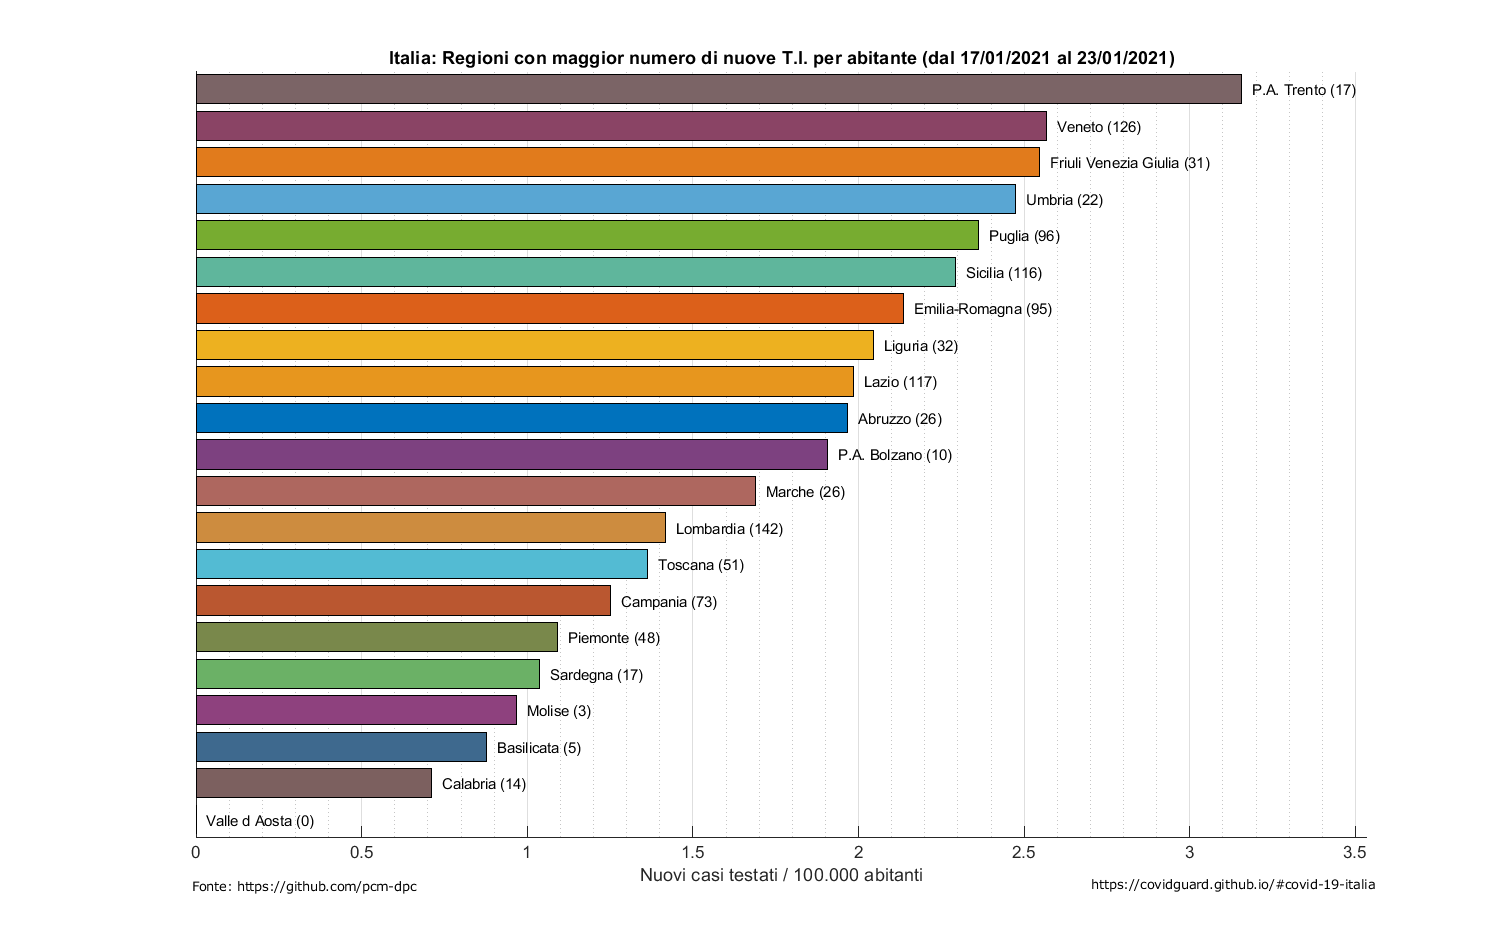 Italia: Regioni con maggior numero di nuove T.I. per abitante (dal 17/01/2021 al 23/01/2021)
P.A. Trento (17)
Veneto (126)
Friuli Venezia Giulia (31)
Umbria (22)
Puglia (96)
Sicilia (116)
Emilia-Romagna (95)
Liguria (32)
Lazio (117)
Abruzzo (26)
P.A. Bolzano (10)
Marche (26)
Lombardia (142)
Toscana (51)
Campania (73)
Piemonte (48)
Sardegna (17)
Molise (3)
Basilicata (5)
Calabria (14)
Valle d Aosta (0)
0 0.5 1 1.5 2 2.5 3 3.5
Nuovi casi testati / 100.000 abitanti
Fonte: https://github.com/pcm-dpc
https://covidguard.github.io/#covid-19-italia